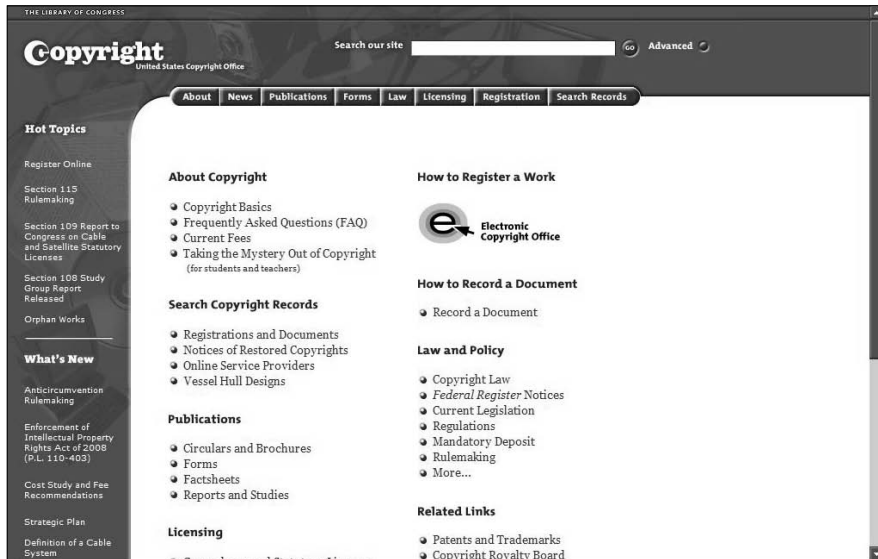 THE LIBRARY OF CONGRESS
Copyright
United States Copyright Office
Search our site
GO
Advanced
About
News
Publications
Forms
Law
Licensing
Registration
Search Records
Hot Topics
Register Online
Section 115
Rulemaking
Section 109 Report to
Congress on Cable
and Satellite Statutory
Licenses
Section 108 Study
Group Report
Released
Orphan Works
What's New
Anticircumvention
Rulemaking
Enforcement of
Intellectual Property
Rights Act of 2008
(P.L. 110-403)
Cost Study and Fee
Recommendations
Strategic Plan
Definition of a Cable
System
About Copyright
Copyright Basics
Frequently Asked Questions (FAQ)
Current Fees
Taking the Mystery Out of Copyright
(for students and teachers)
Search Copyright Records
Registrations and Documents
Notices of Restored Copyrights
Online Service Providers
Vessel Hull Designs
Publications
Circulars and Brochures
Forms
Factsheets
Reports and Studies
Licensing
How to Register a Work
e
Electronic
Copyright Office
How to Record a Document
Record a Document
Law and Policy
Copyright Law
Federal Register Notices
Current Legislation
Regulations
Mandatory Deposit
Rulemaking
More...
Related Links
Patents and Trademarks
Copyright Royalty Board